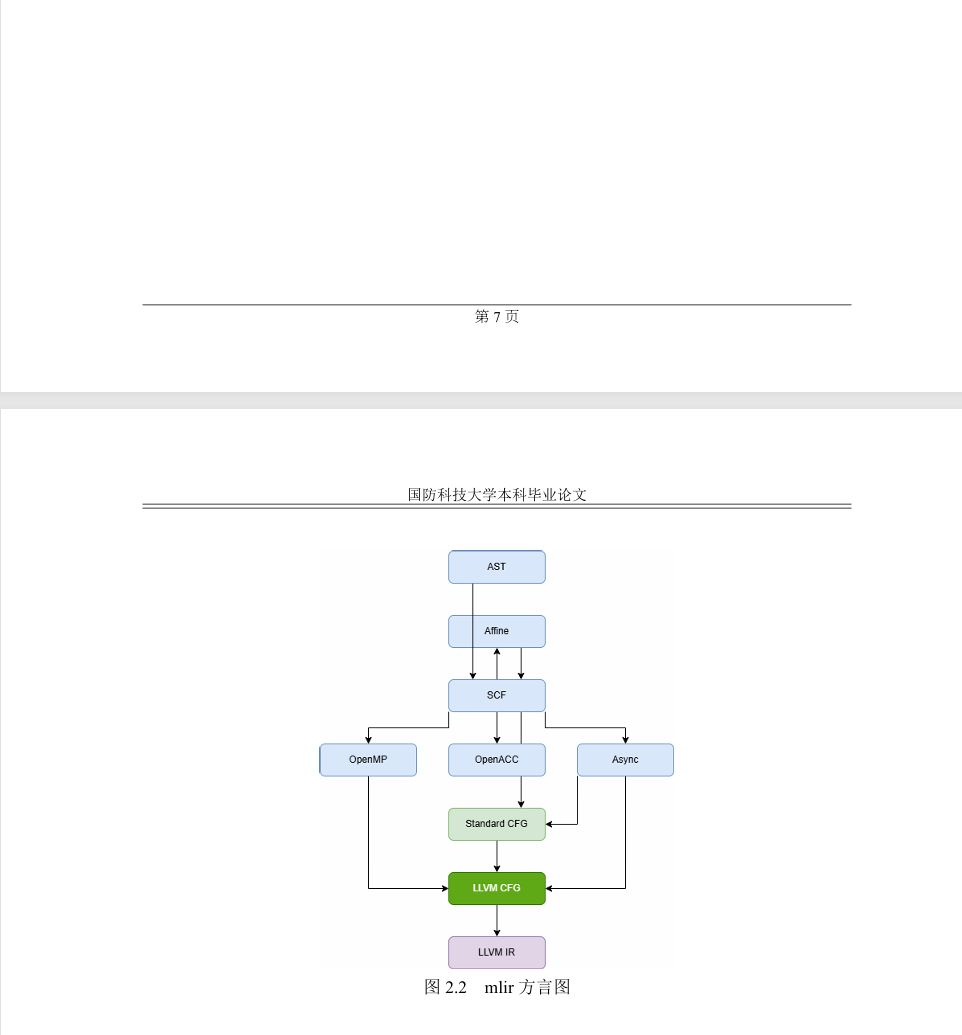 第 7 页
国防科技大学本科毕业论文
AST
Affine
SCF
OpenMP
OpenACC
Async
Standard CFG
LLVM CFG
LLVM IR
图 2.2 mlir 方言图